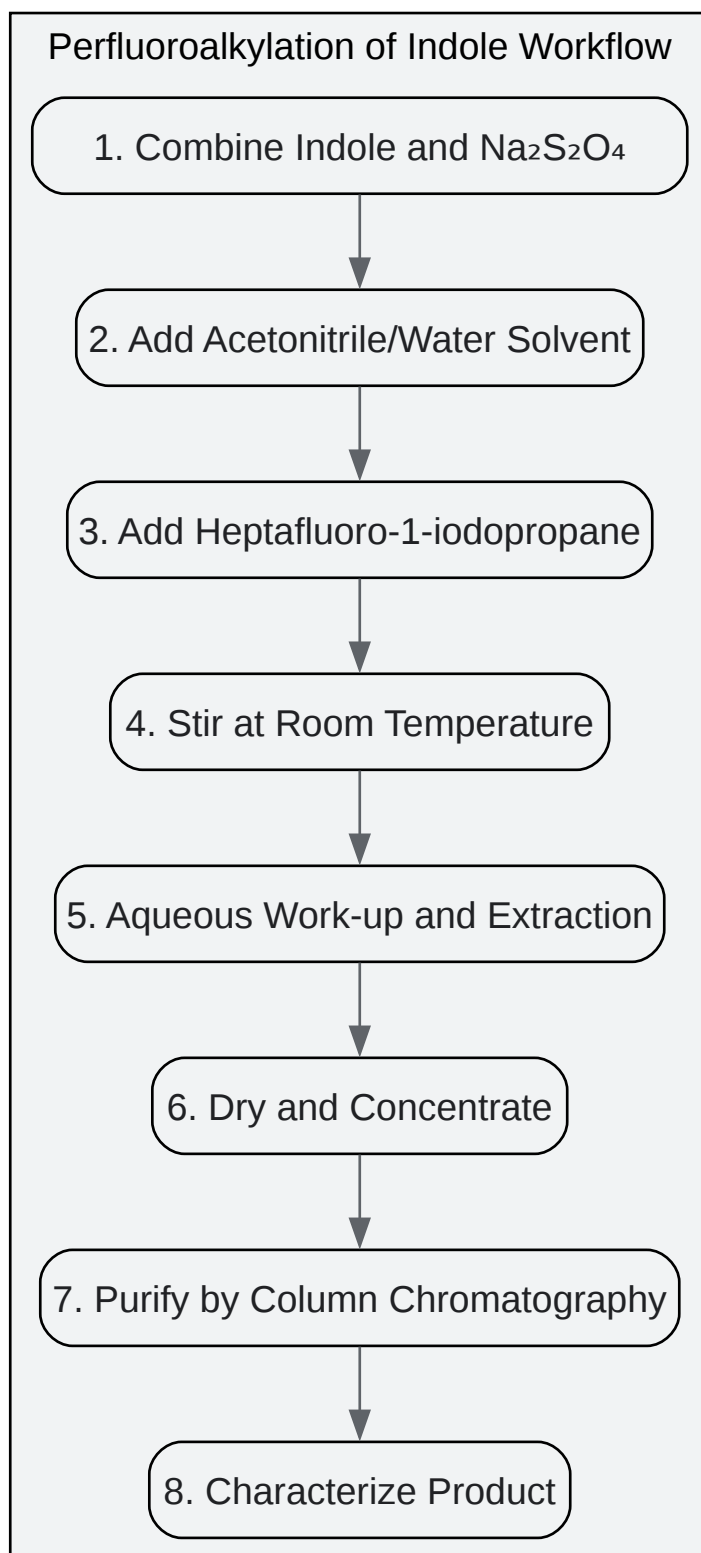 Perfluoroalkylation of Indole Workflow
1. Combine Indole and Na₂S₂O₄
2. Add Acetonitrile/Water Solvent
3. Add Heptafluoro-1-iodopropane
4. Stir at Room Temperature
5. Aqueous Work-up and Extraction
6. Dry and Concentrate
7. Purify by Column Chromatography
8. Characterize Product